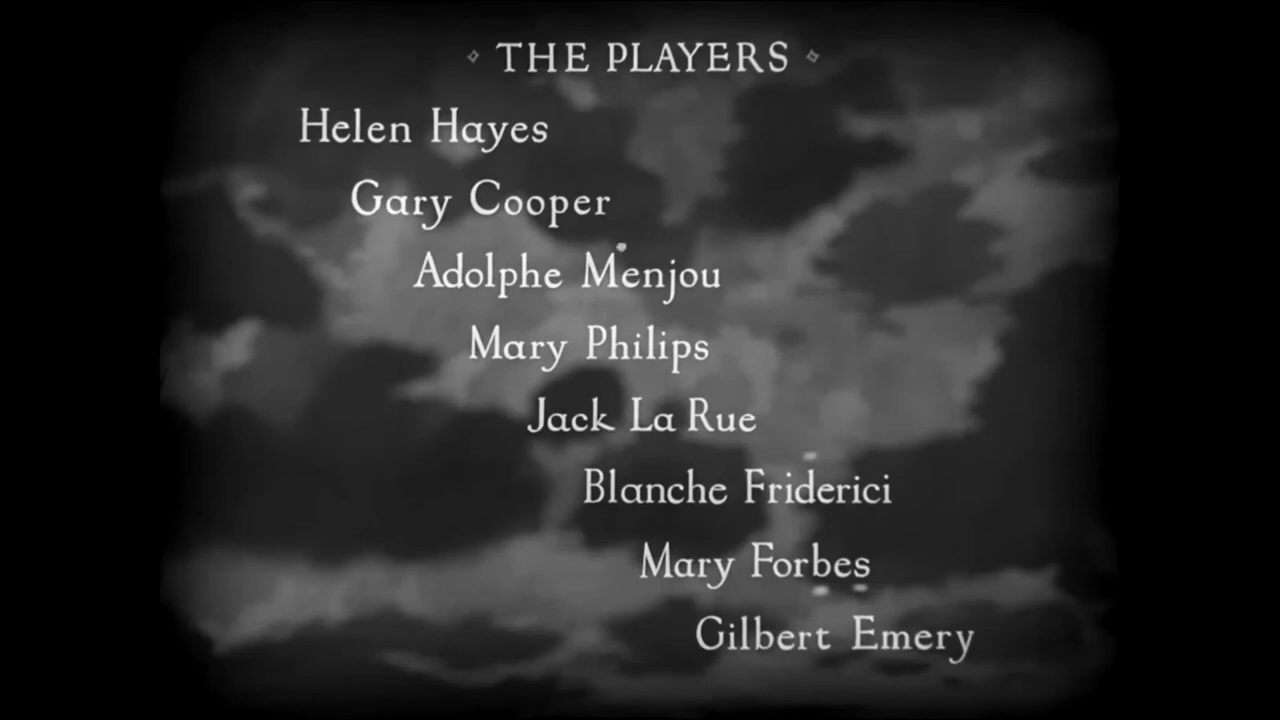 THE PLAYERS
Helen Hayes
Gary Cooper
Adolphe Menjou
Mary Philips
Jack La Rue
Blanche Friderici
Mary Forbes
Gilbert Emery